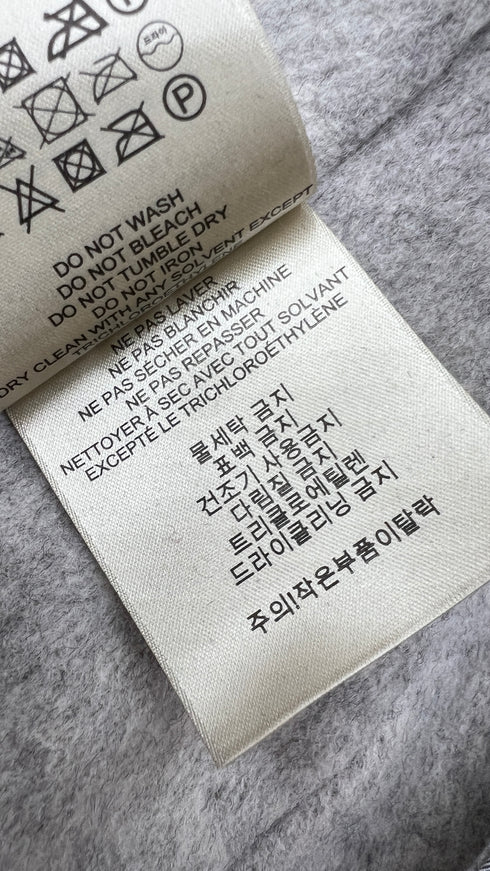 드라이
P
DO NOT WASH
DO NOT BLEACH
DO NOT TUMBLE DRY
DO NOT IRON
DRY CLEAN WITH ANY SOLVENT EXCEPT
TRICHLOROETHYLENE
NE PAS LAVER
NE PAS BLANCHIR
NE PAS SÉCHER EN MACHINE
NE PAS REPASSER
NETTOYER À SEC AVEC TOUT SOLVANT
EXCEPTÉ LE TRICHLOROÉTHYLÈNE
물세탁 금지
표백 금지
건조기 사용금지
다림질 금지
트리클로에틸렌
드라이클리닝 금지
주의!작은부품이탈락